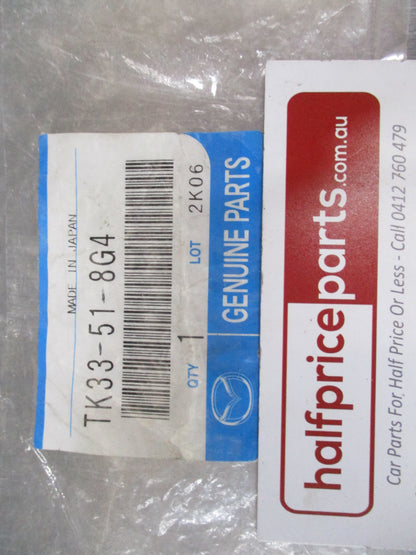 MADE IN JAPAN
TK33-51-8G4
QTY 1 LOT 2K06
GENUINE PARTS
halfpriceparts.com.au
Car Parts For Half Price Or Less - Call 0412 760 479